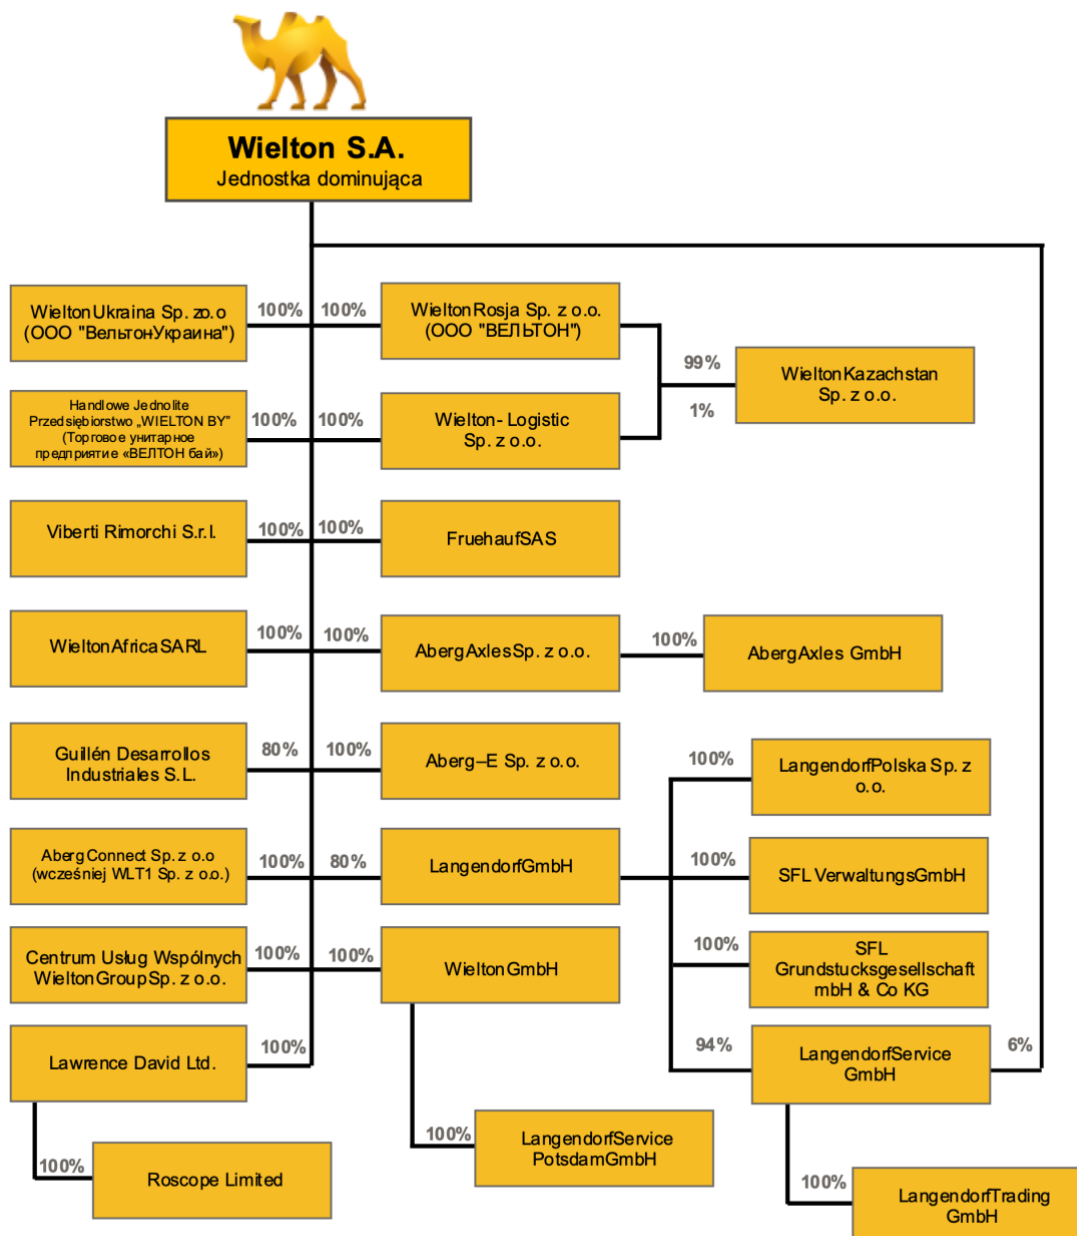 Wielton S.A.
Jednostka dominująca
Wielton Ukraina Sp. zo.o
(ООО "ВельтонУкраина")
100%
100%
Wielton Rosja Sp. z o.o.
(ООО "ВЕЛЬТОН")
99%
1%
Wielton Kazachstan
Sp. z o.o.
Handlowe Jednolite
Przedsiębiorstwo „WIELTON BY”
(Торговое унитарное
предприятие «ВЕЛТОН бай»)
100%
100%
Wielton - Logistic
Sp. z o.o.
Viberti Rimorchi S.r.l.
100%
100%
Fruehauf SAS
Wielton Africa SARL
100%
100%
Aberg Axles Sp. z o.o.
100%
Aberg Axles GmbH
Guillén Desarrollos
Industriales S.L.
80%
100%
Aberg–E Sp. z o.o.
100%
Langendorf Polska Sp. z
o.o.
Aberg Connect Sp. z o.o
(wcześniej WLT1 Sp. z o.o.)
100%
80%
Langendorf GmbH
100%
SFL Verwaltungs GmbH
Centrum Usług Wspólnych
Wielton Group Sp. z o.o.
100%
100%
Wielton GmbH
100%
SFL
Grundstucksgesellschaft
mbH & Co KG
Lawrence David Ltd.
100%
94%
Langendorf Service
GmbH
6%
100%
Roscope Limited
100%
Langendorf Service
Potsdam GmbH
100%
Langendorf Trading
GmbH